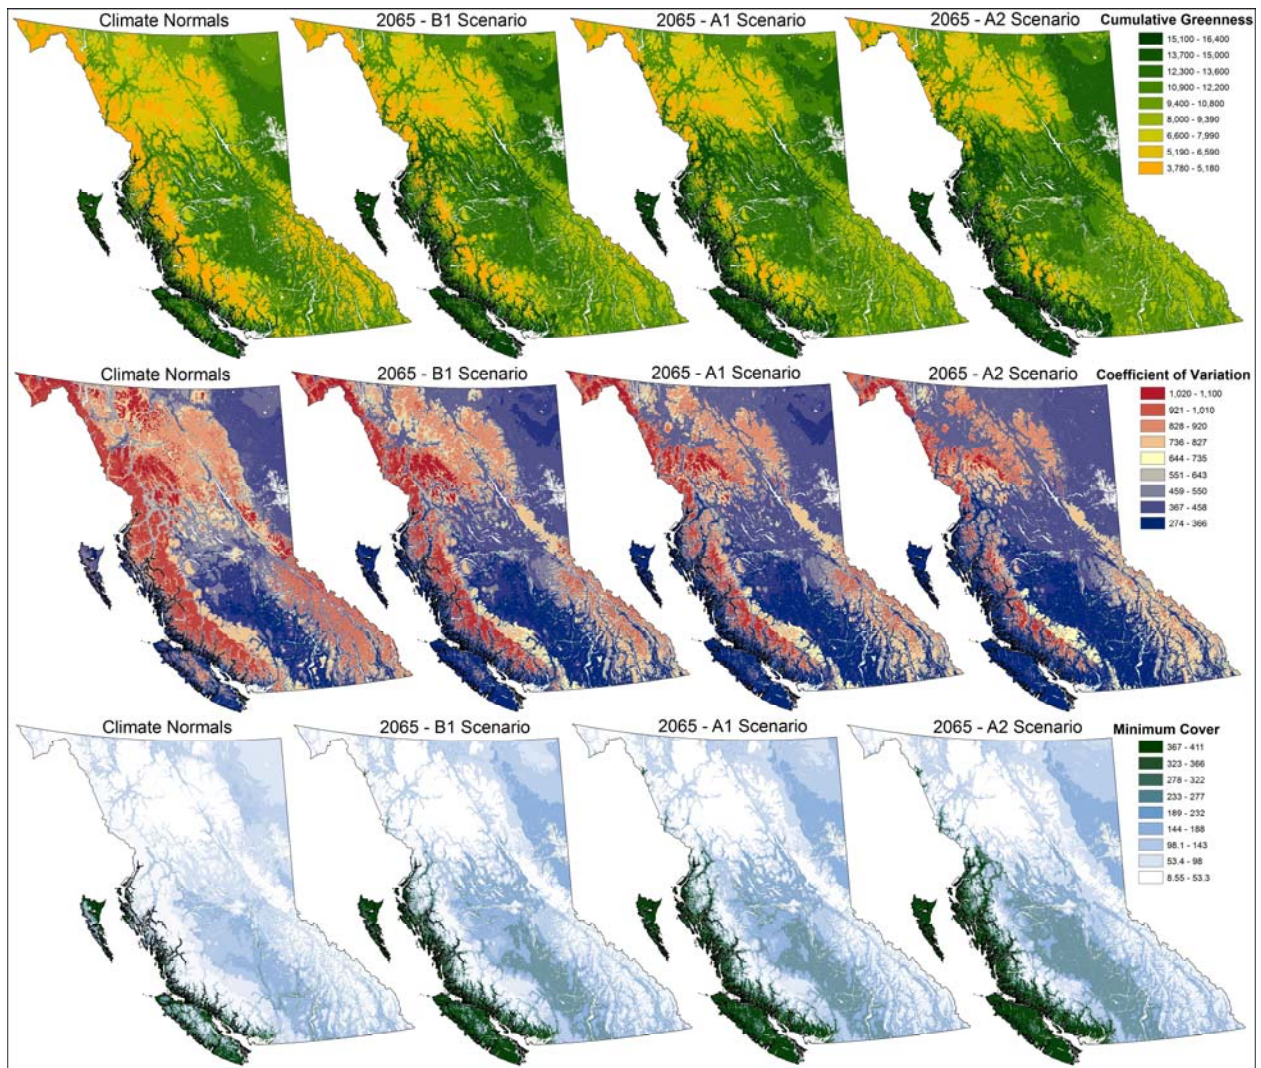 Climate Normals
2065 - B1 Scenario
2065 - A1 Scenario
2065 - A2 Scenario
Cumulative Greenness
15,100 - 16,400
13,700 - 15,000
12,300 - 13,600
10,900 - 12,200
9,400 - 10,800
8,000 - 9,390
6,600 - 7,990
5,190 - 6,590
3,780 - 5,180
Climate Normals
2065 - B1 Scenario
2065 - A1 Scenario
2065 - A2 Scenario
Coefficient of Variation
1,020 - 1,100
921 - 1,010
828 - 920
736 - 827
644 - 735
551 - 643
459 - 550
367 - 458
274 - 366
Climate Normals
2065 - B1 Scenario
2065 - A1 Scenario
2065 - A2 Scenario
Minimum Cover
367 - 411
323 - 366
278 - 322
233 - 277
189 - 232
144 - 188
98.1 - 143
53.4 - 98
8.55 - 53.3